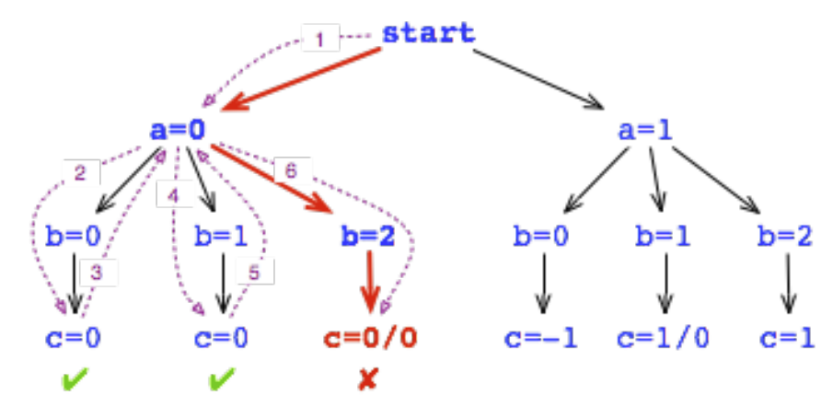 1 start
a=0 a=1
2 4 6
b=0 b=1 b=2 b=0 b=1 b=2
3 5
c=0 c=0 c=0/0 c=-1 c=1/0 c=1
✔ ✔ ✘